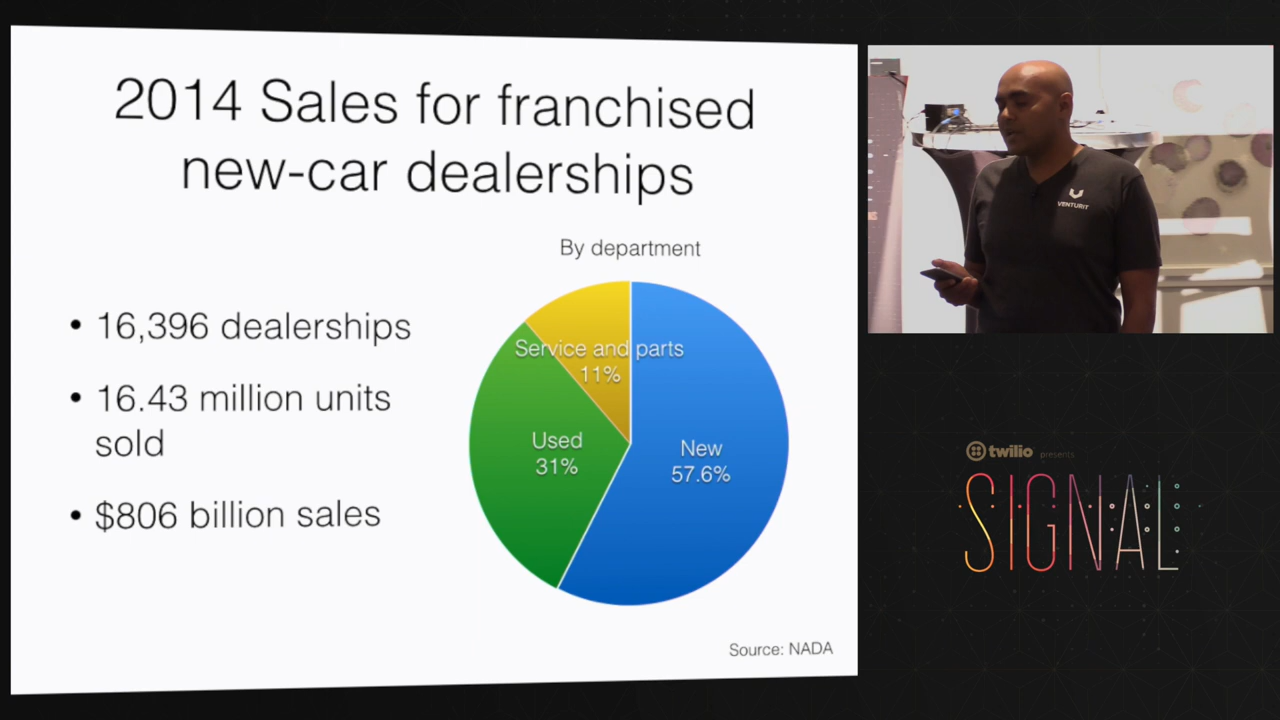 2014 Sales for franchised
new-car dealerships
By department
• 16,396 dealerships
• 16.43 million units
sold
• $806 billion sales
Service and parts
11%
Used
31%
New
57.6%
Source: NADA
VENTURIT
twilio presents
SIGNAL